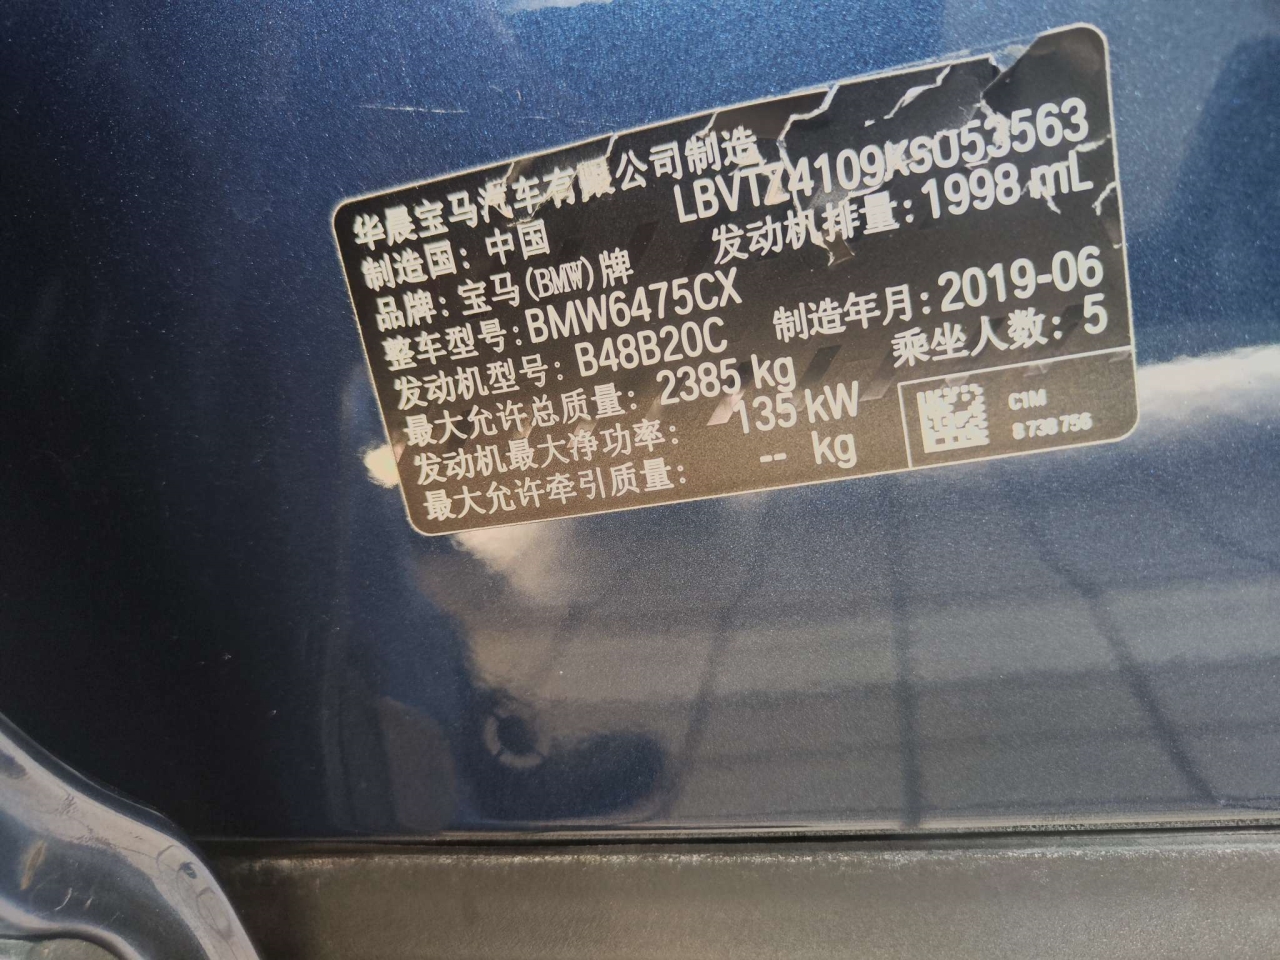 华晨宝马汽车有限公司制造
制造国：中国 LBVTZ4109KSU53563
品牌：宝马(BMW)牌 发动机排量：1998 mL
整车型号：BMW6475CX
发动机型号：B48B20C 制造年月：2019-06
最大允许总质量：2385 kg 乘坐人数：5
发动机最大净功率：135 kW
最大允许牵引质量：-- kg
C1M
8738756